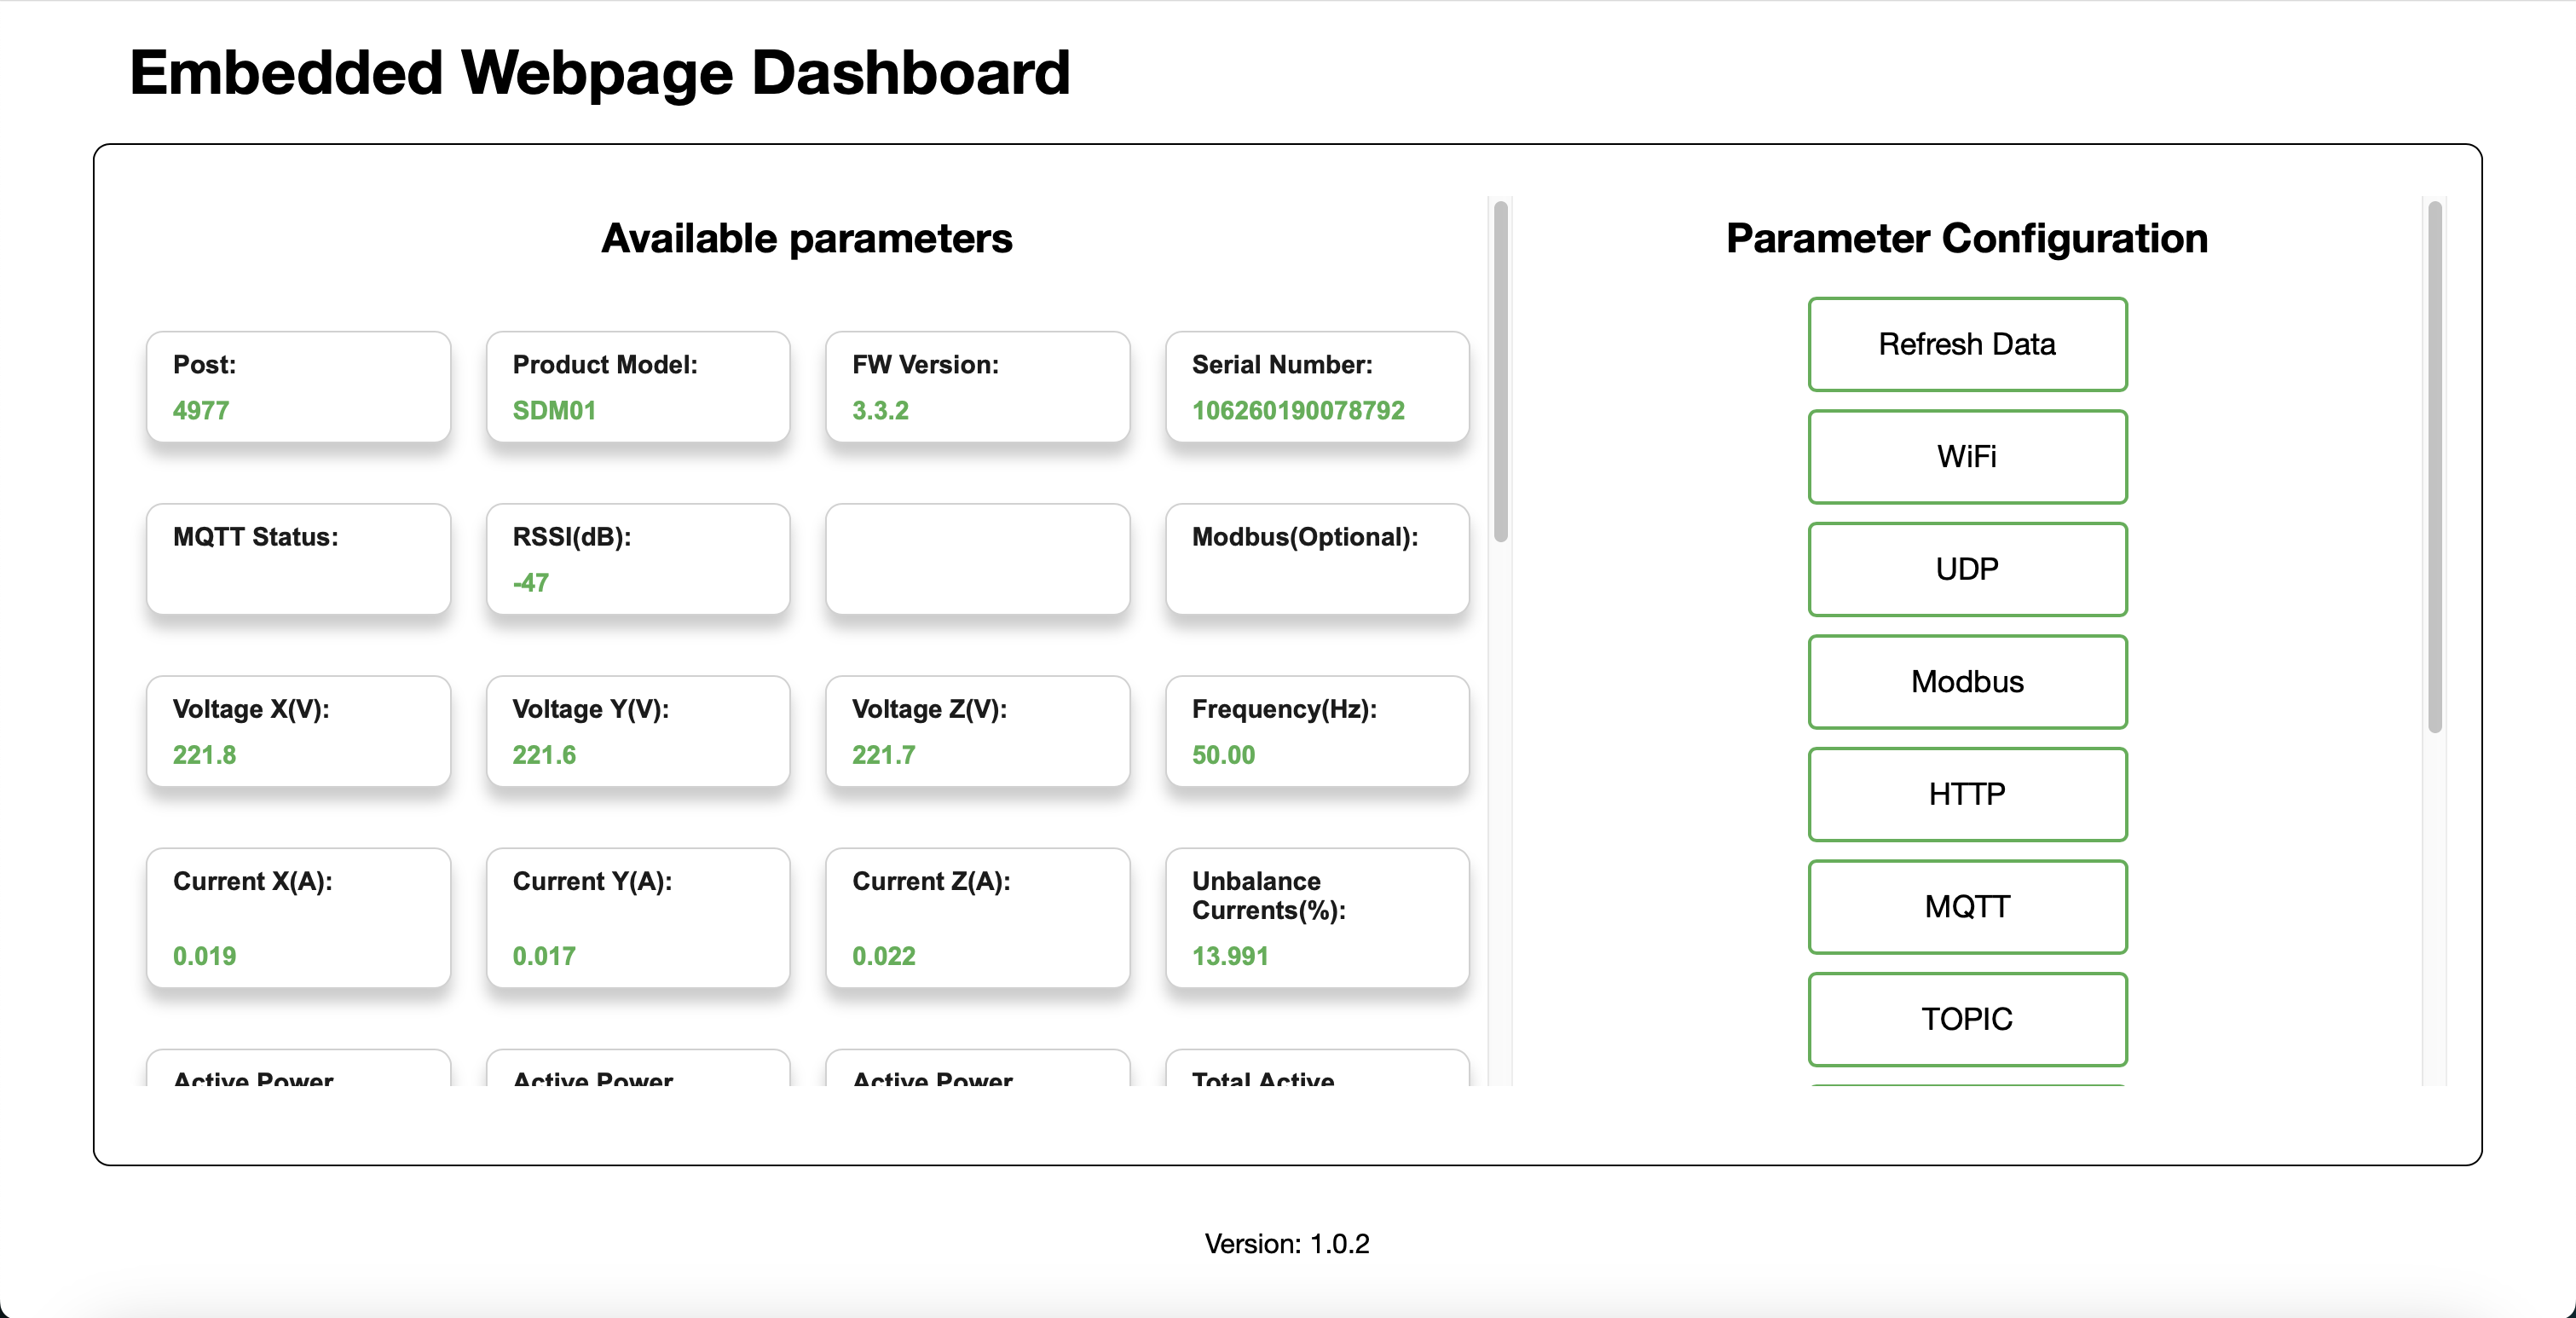 Embedded Webpage Dashboard
Available parameters
Post:
4977
Product Model:
SDM01
FW Version:
3.3.2
Serial Number:
106260190078792
MQTT Status:
RSSI(dB):
-47
Modbus(Optional):
Voltage X(V):
221.8
Voltage Y(V):
221.6
Voltage Z(V):
221.7
Frequency(Hz):
50.00
Current X(A):
0.019
Current Y(A):
0.017
Current Z(A):
0.022
Unbalance
Currents(%):
13.991
Active Power
Active Power
Active Power
Total Active
Parameter Configuration
Refresh Data
WiFi
UDP
Modbus
HTTP
MQTT
TOPIC
Version: 1.0.2